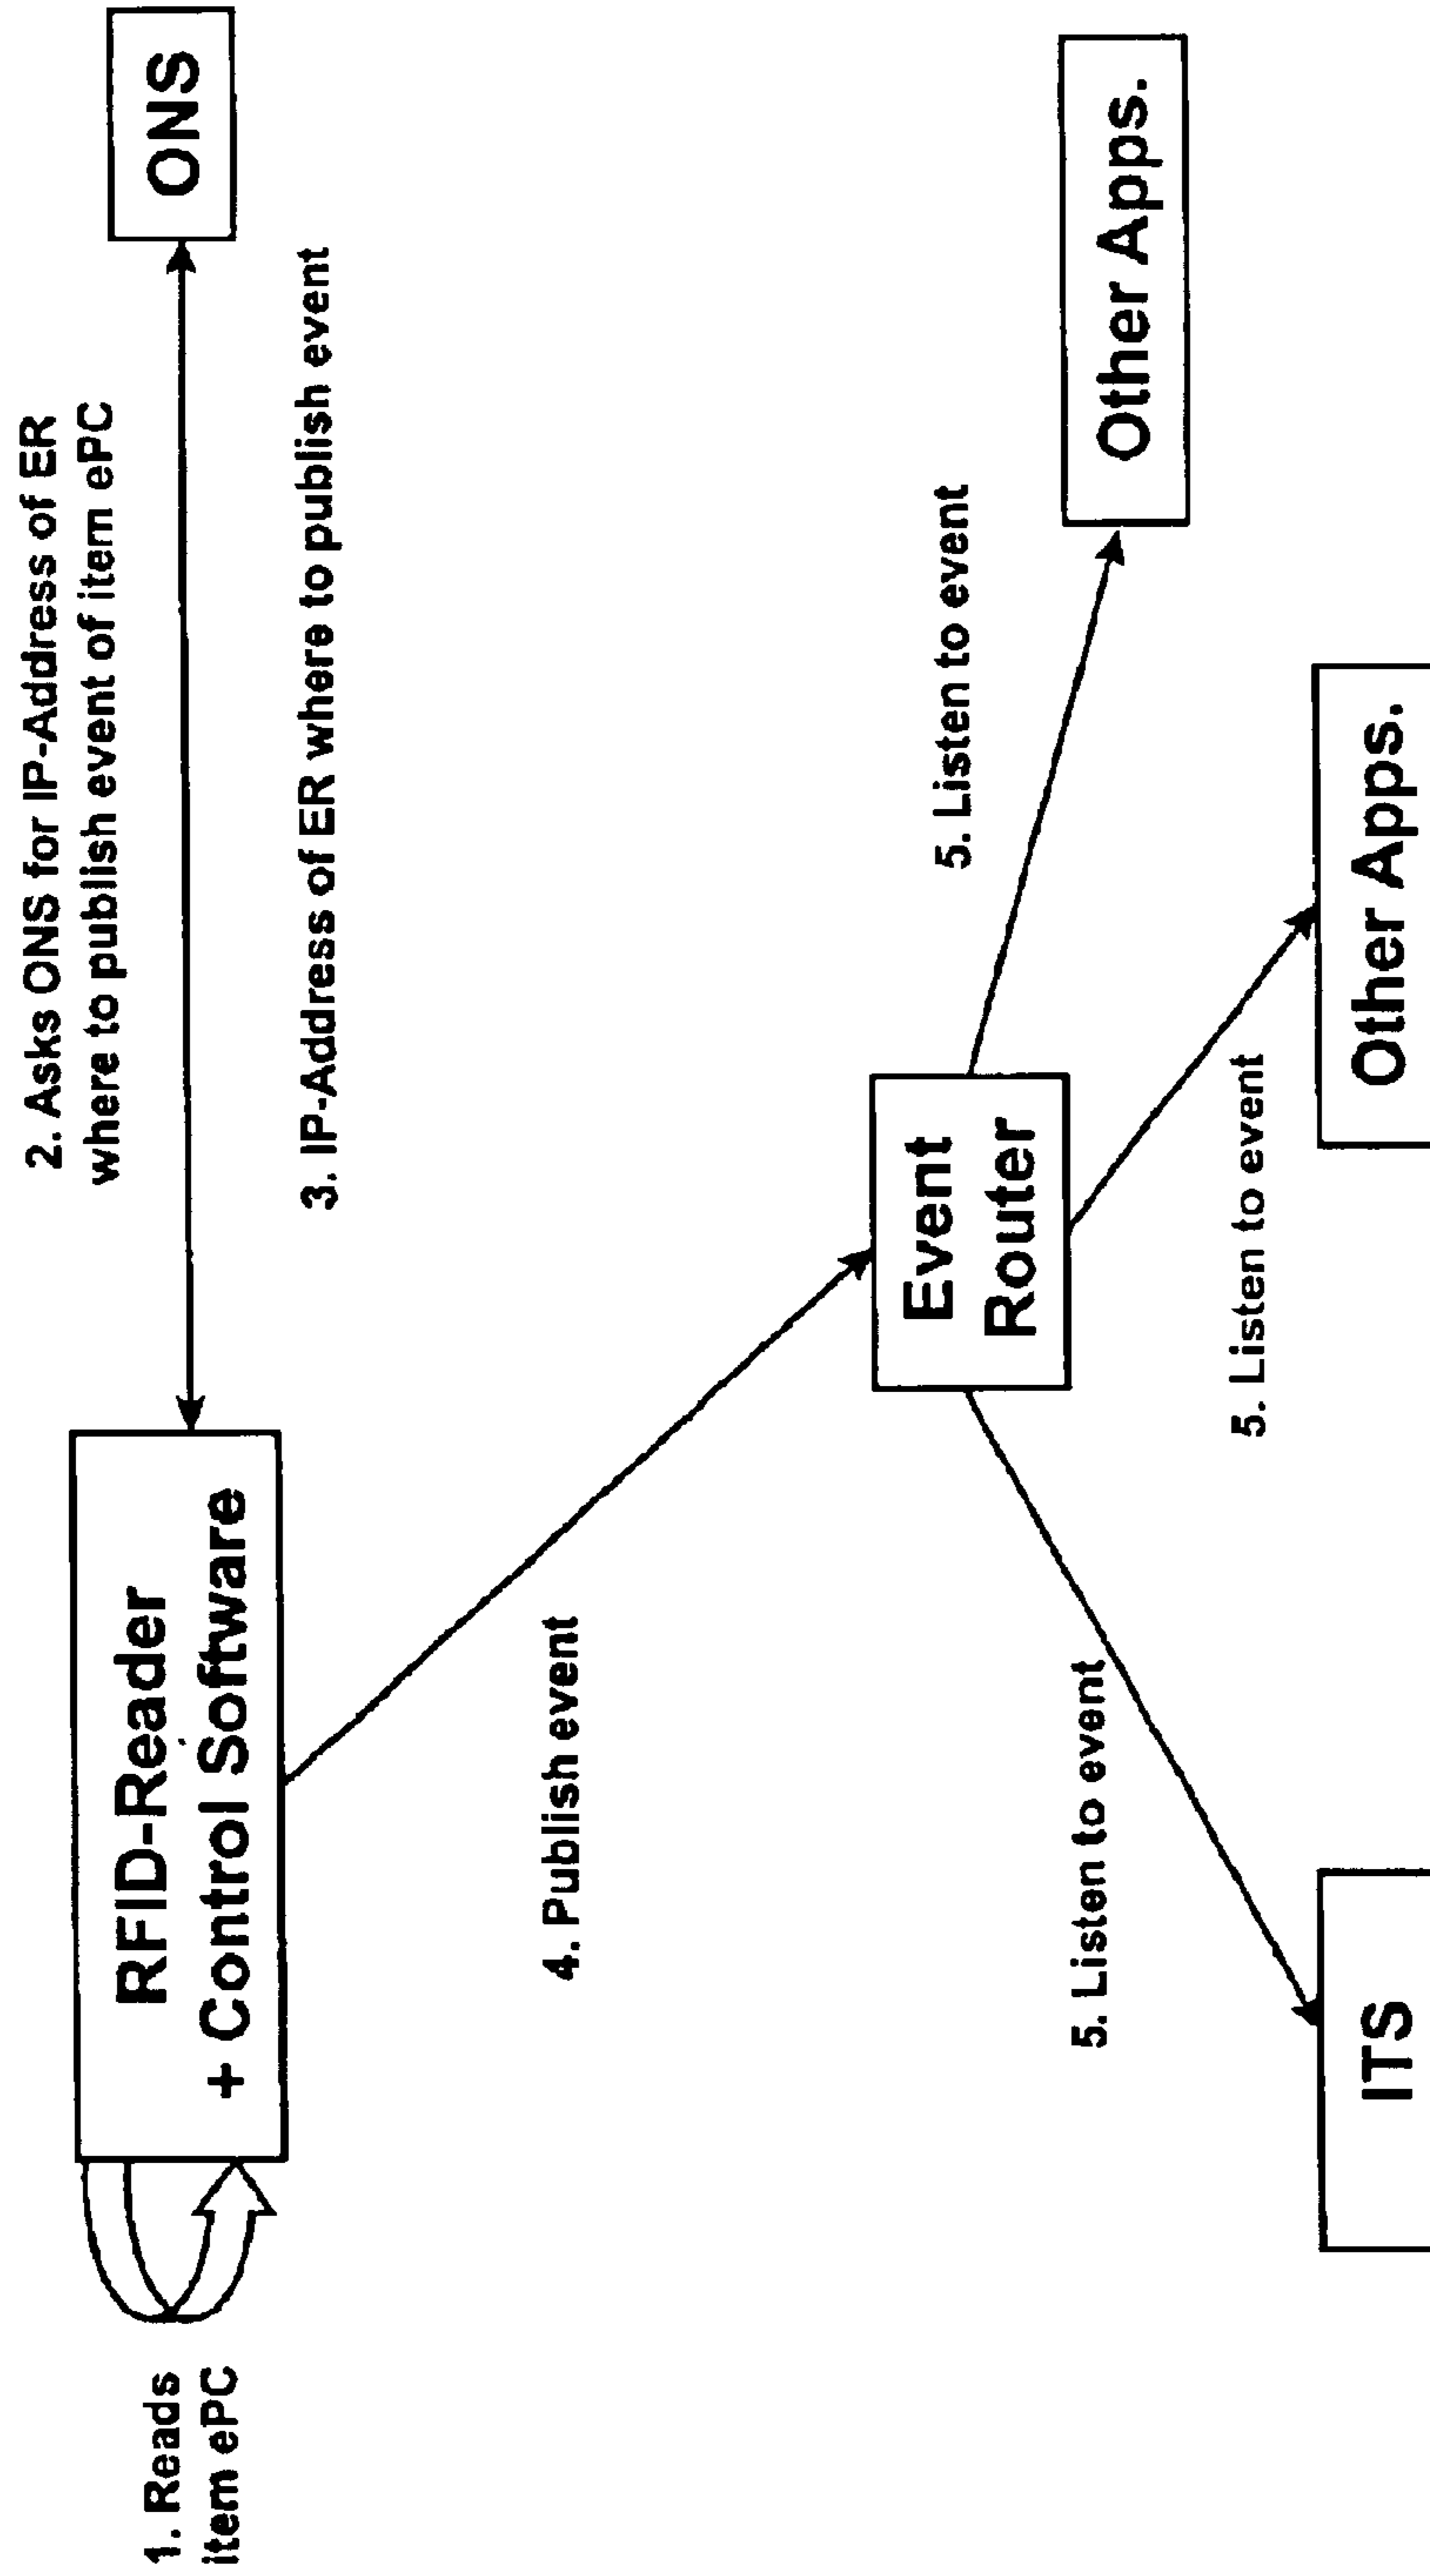 1. Reads
item ePC
RFID-Reader
+ Control Software
2. Asks ONS for IP-Address of ER
where to publish event of item ePC
3. IP-Address of ER where to publish event
ONS
4. Publish event
Event
Router
5. Listen to event
5. Listen to event
5. Listen to event
ITS
Other Apps.
Other Apps.